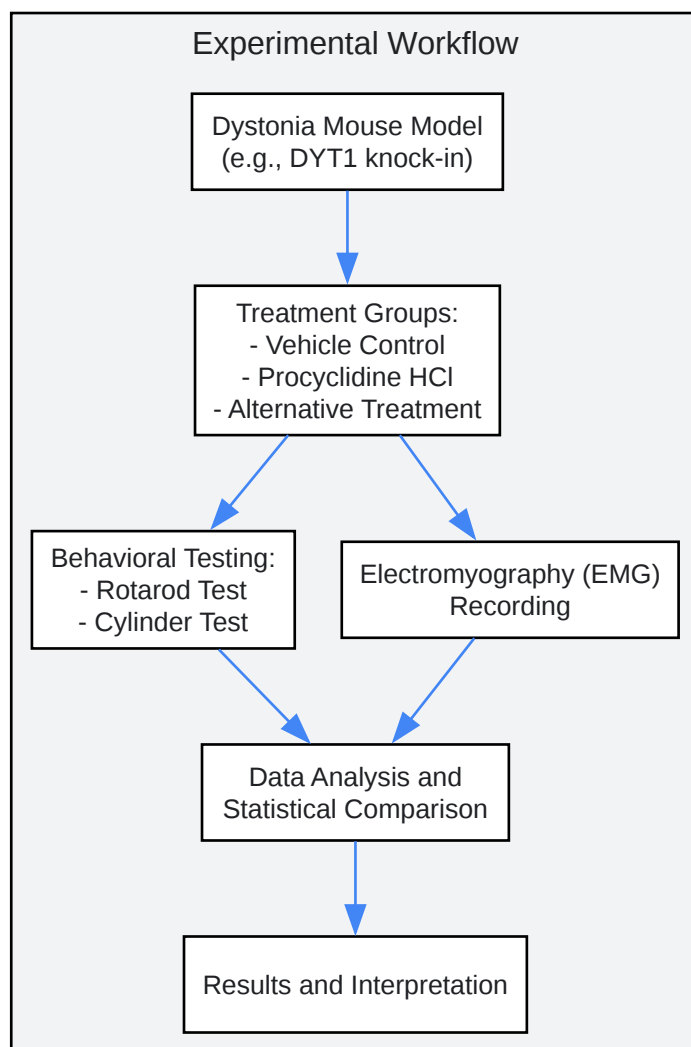 Experimental Workflow
Dystonia Mouse Model
(e.g., DYT1 knock-in)
Treatment Groups:
- Vehicle Control
- Procyclidine HCl
- Alternative Treatment
Behavioral Testing:
- Rotarod Test
- Cylinder Test
Electromyography (EMG)
Recording
Data Analysis and
Statistical Comparison
Results and Interpretation